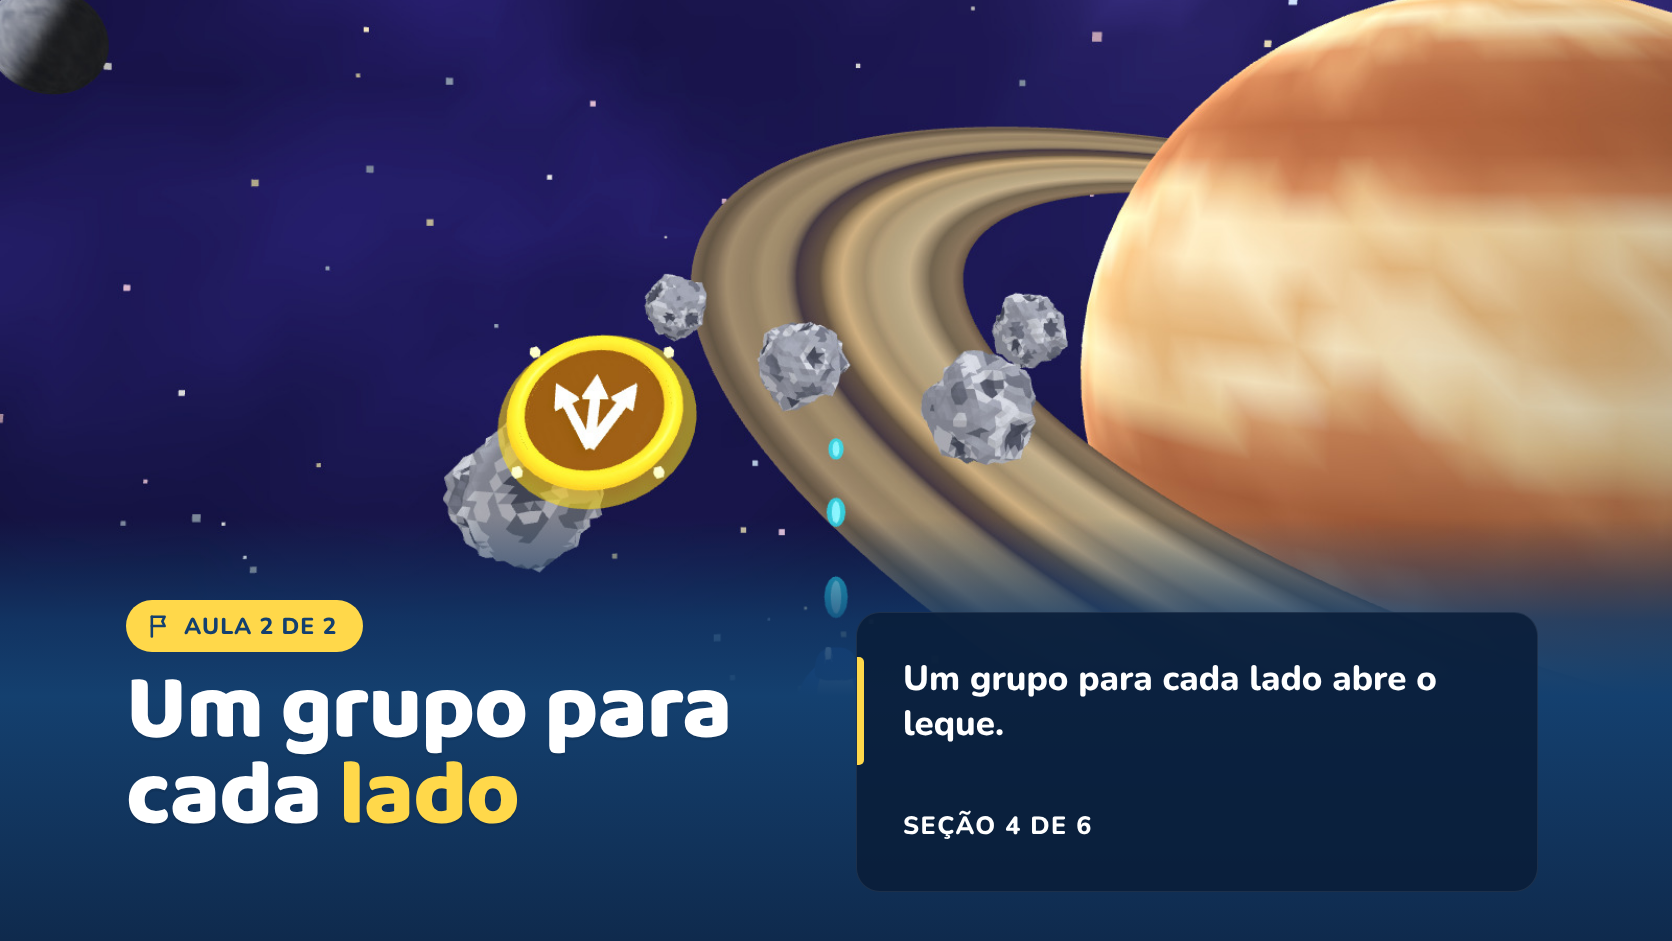 AULA 2 DE 2
Um grupo para
cada lado
Um grupo para cada lado abre o
leque.
SEÇÃO 4 DE 6